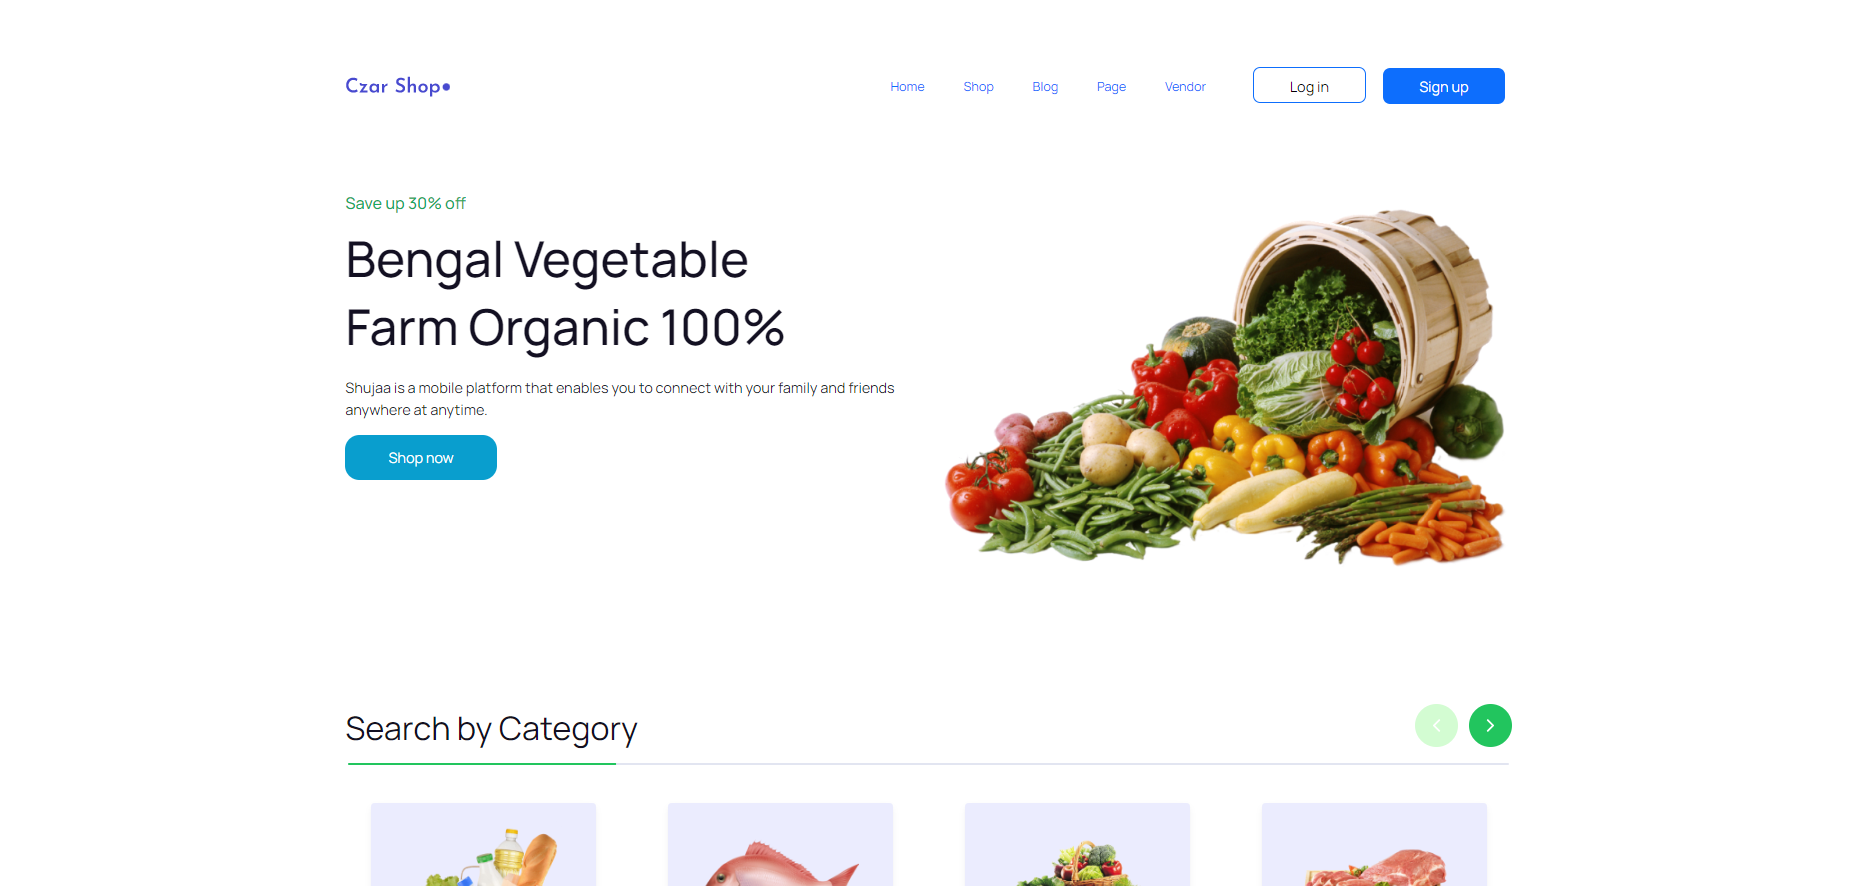 Czar Shop
Home Shop Blog Page Vendor Log in Sign up
Save up 30% off
Bengal Vegetable
Farm Organic 100%
Shujaa is a mobile platform that enables you to connect with your family and friends
anywhere at anytime.
Shop now
Search by Category